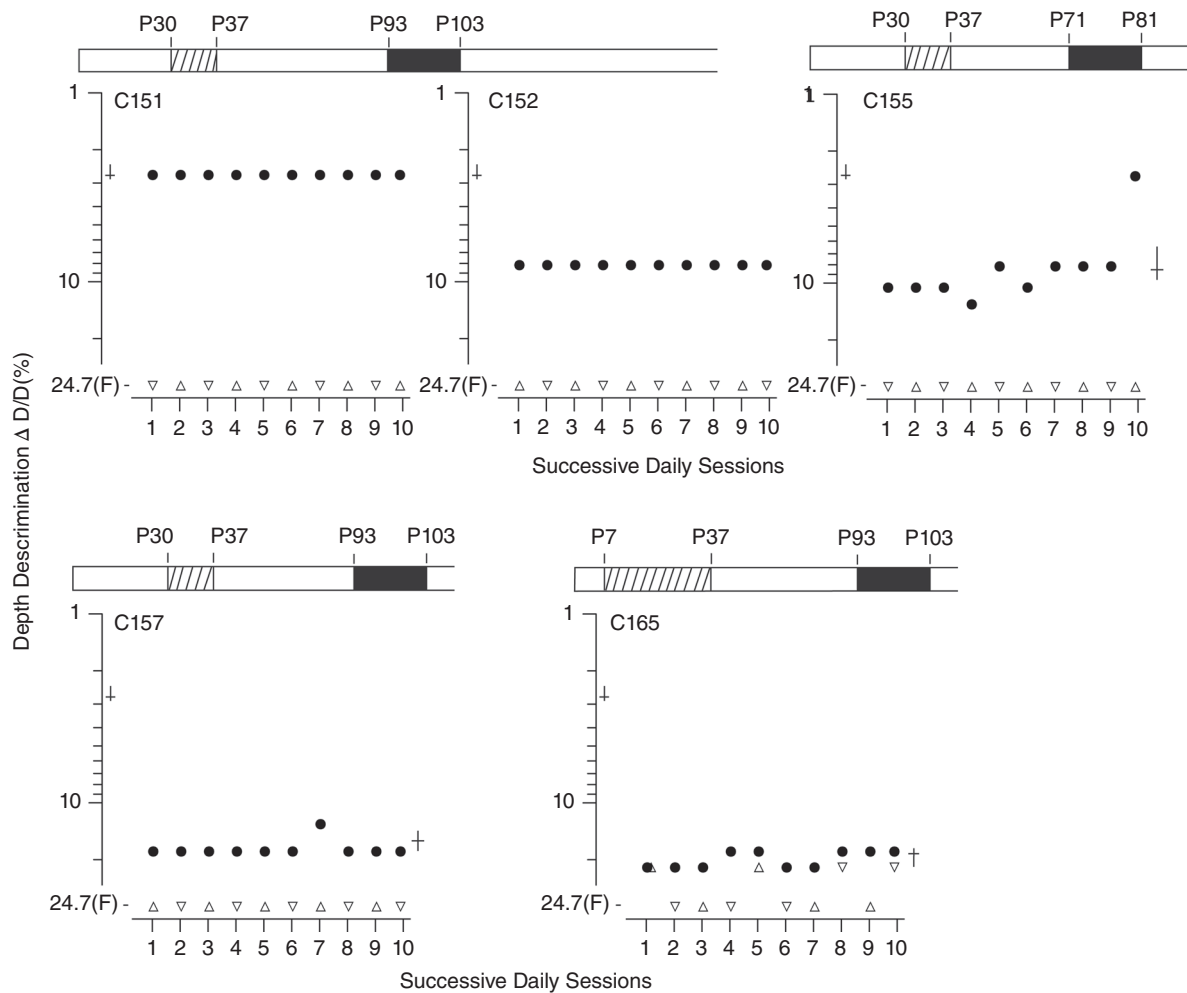 P30 P37 P93 P103
P30 P37 P71 P81
1 C151
10
24.7(F)
1 2 3 4 5 6 7 8 9 10
1 C152
10
24.7(F)
1 2 3 4 5 6 7 8 9 10
1 C155
10
24.7(F)
1 2 3 4 5 6 7 8 9 10
Successive Daily Sessions
Depth Descrimination Δ D/D(%)
P30 P37 P93 P103
P7 P37 P93 P103
1 C157
10
24.7(F)
1 2 3 4 5 6 7 8 9 10
1 C165
10
24.7(F)
1 2 3 4 5 6 7 8 9 10
Successive Daily Sessions